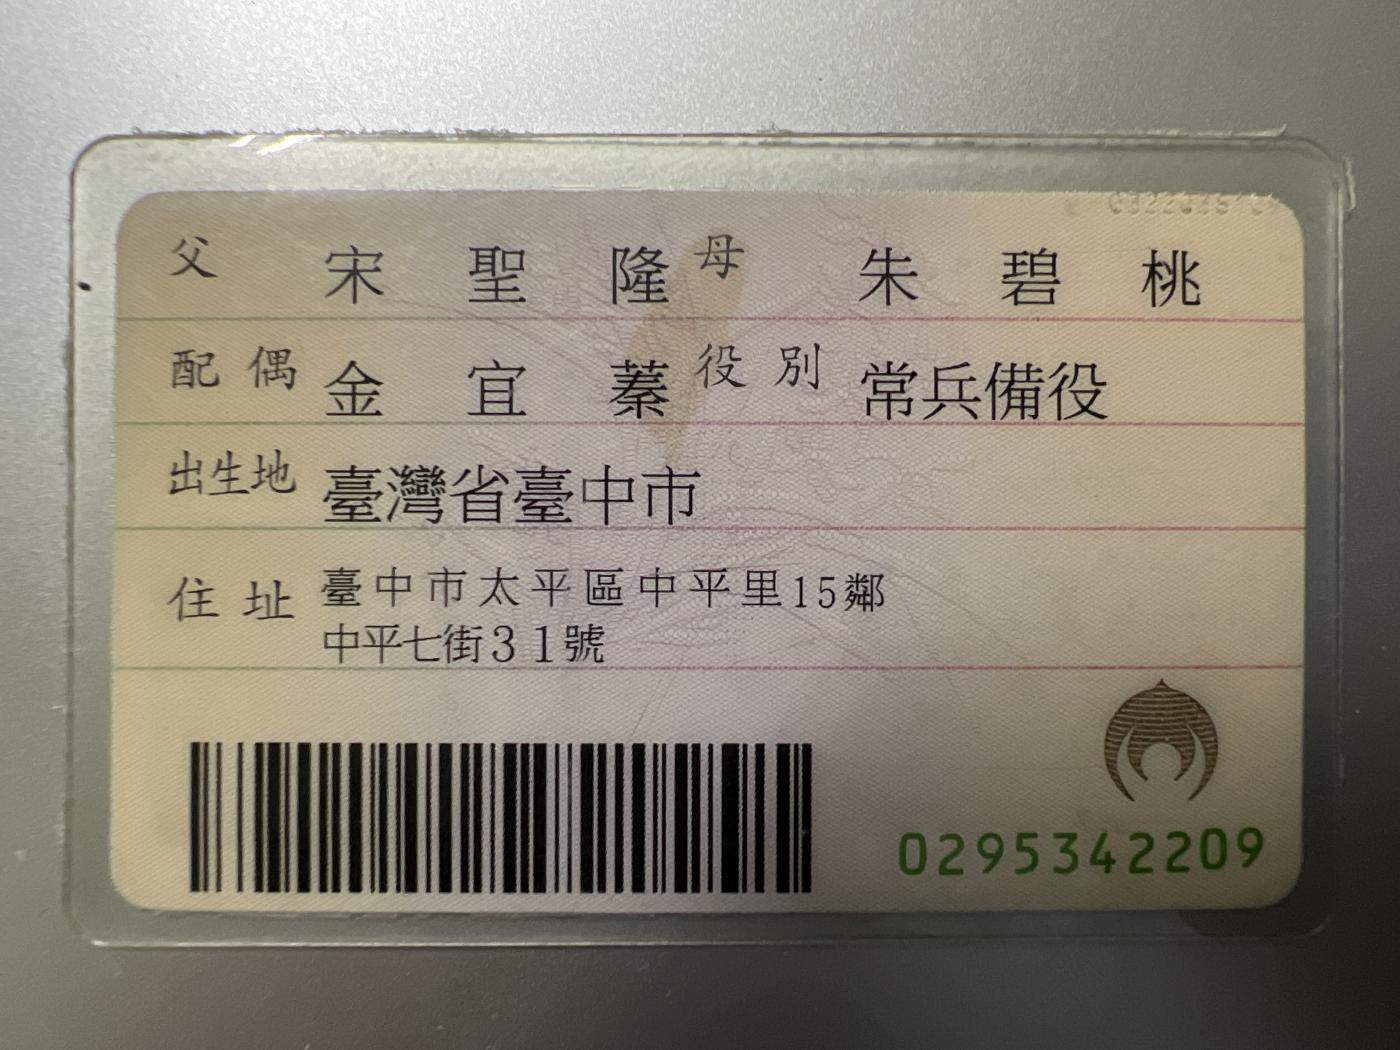 父 宋聖隆 母 朱碧桃
配偶 金宜蓁 役別 常兵備役
出生地 臺灣省臺中市
住址 臺中市太平區中平里15鄰
中平七街31號
0295342209